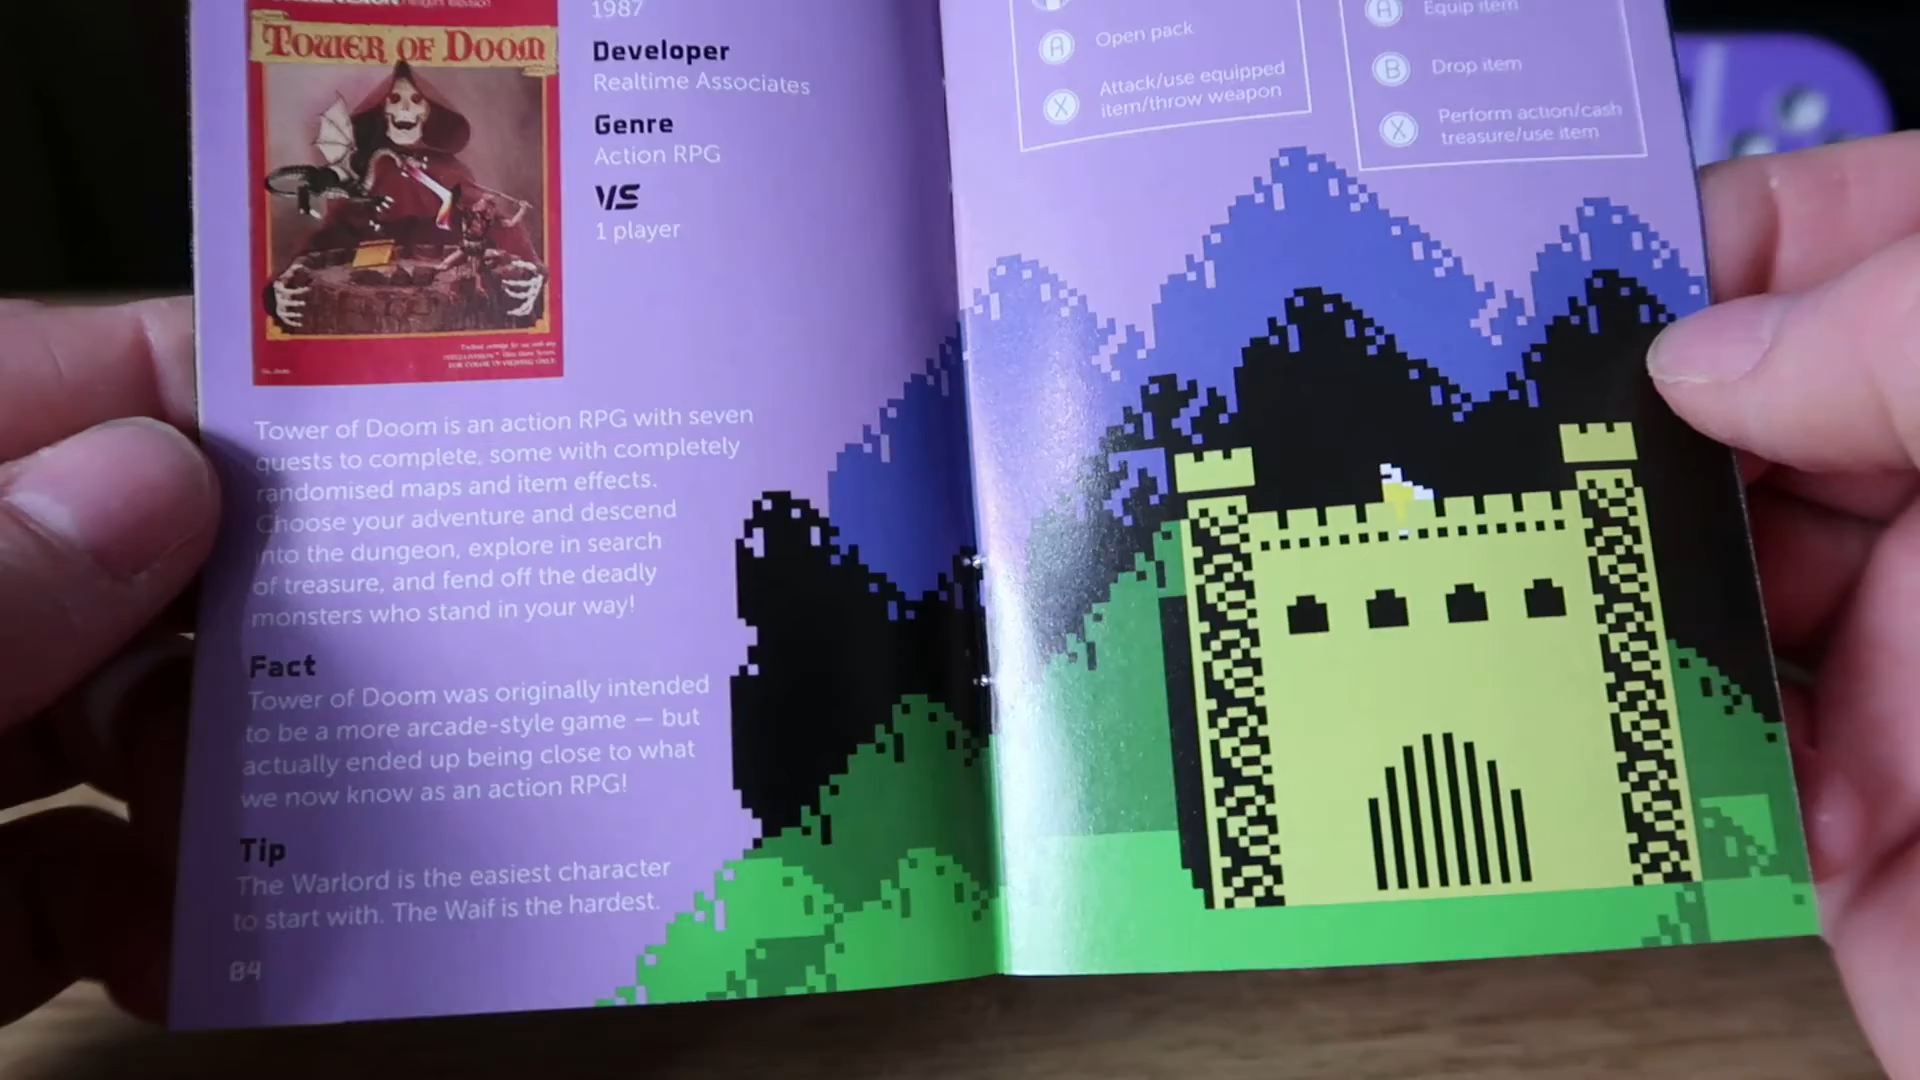 TOWER OF DOOM
FOR COLOR TV VIEWING ONLY
1987
Developer
Realtime Associates
Genre
Action RPG
VS
1 player
Tower of Doom is an action RPG with seven
quests to complete, some with completely
randomised maps and item effects.
Choose your adventure and descend
into the dungeon, explore in search
of treasure, and fend off the deadly
monsters who stand in your way!
Fact
Tower of Doom was originally intended
to be a more arcade-style game — but
actually ended up being close to what
we now know as an action RPG!
Tip
The Warlord is the easiest character
to start with. The Waif is the hardest.
04
A Open pack
X Attack/use equipped
item/throw weapon
A Equip item
B Drop item
X Perform action/cash
treasure/use item